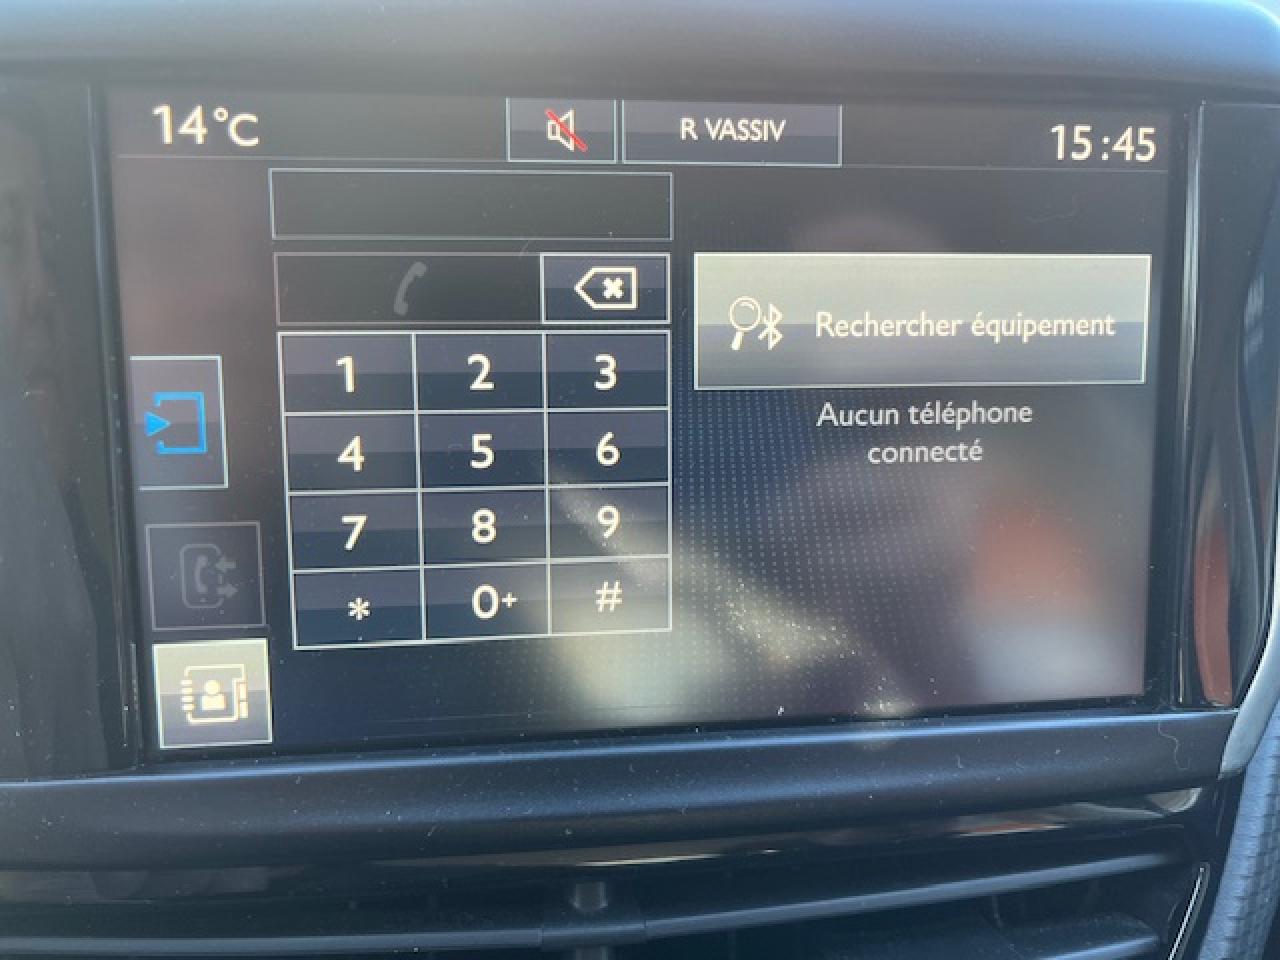 14°C
R VASSIV
15:45
Rechercher équipement
Aucun téléphone
connecté
1 2 3
4 5 6
7 8 9
* 0+ #